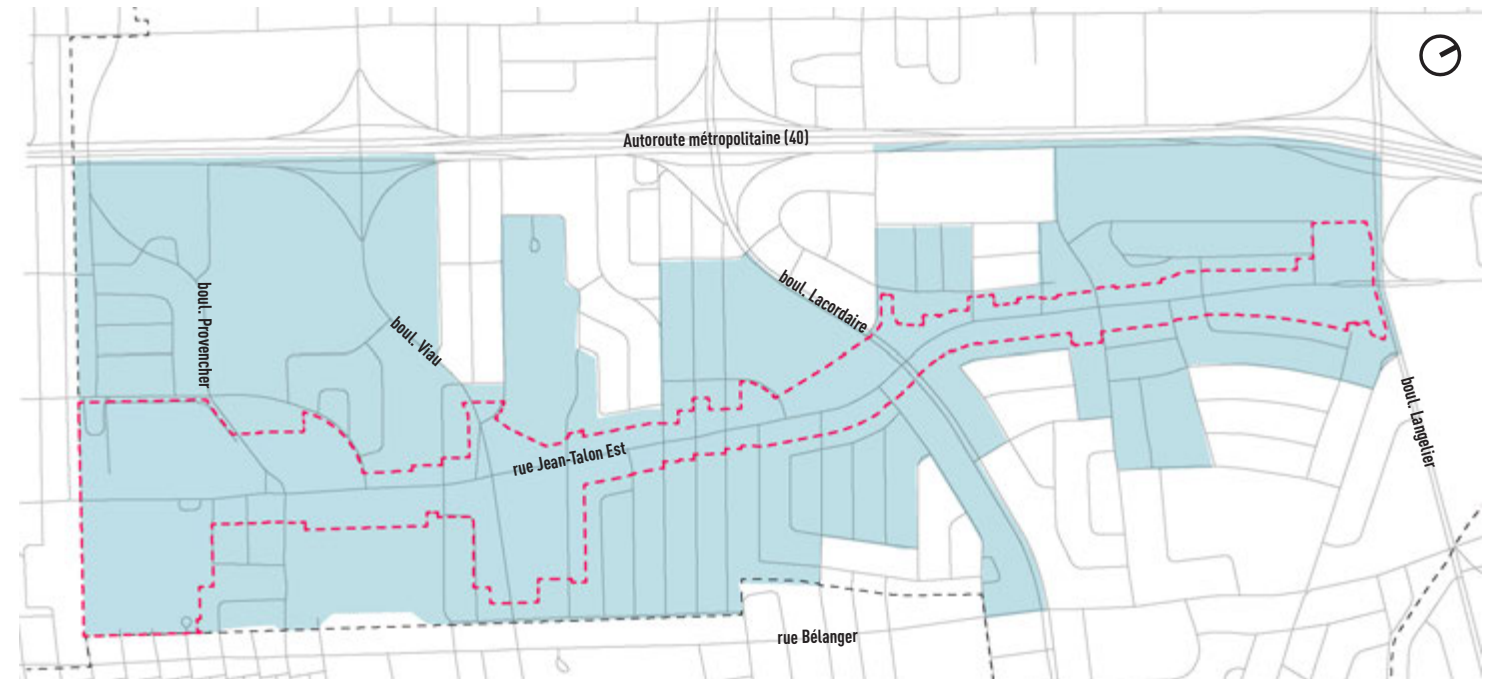 Autoroute métropolitaine (40)
boul. Provencher
boul. Viau
boul. Lacordaire
rue Jean-Talon Est
boul. Langelier
rue Bélanger